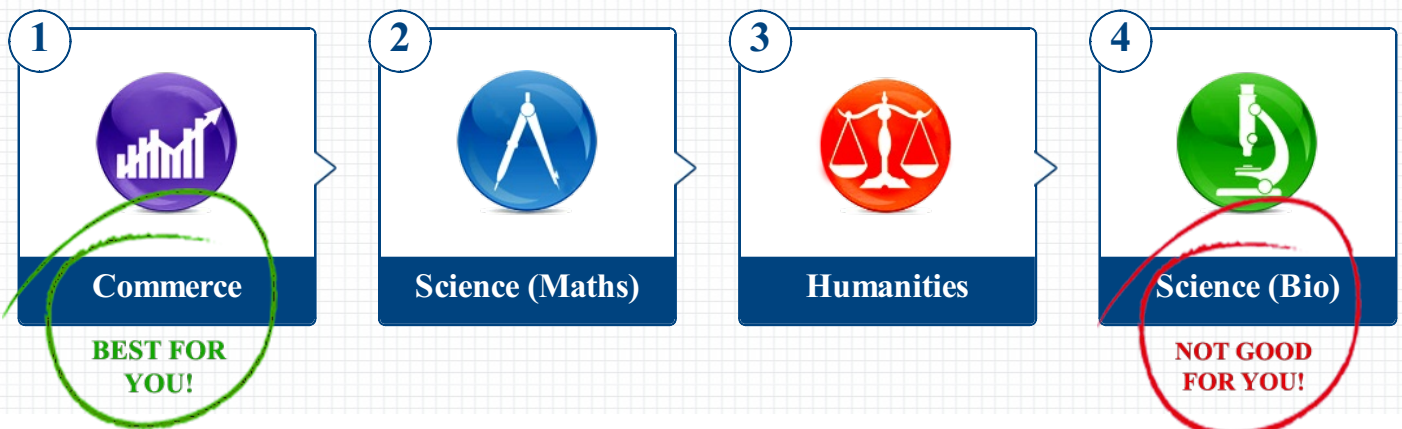 1
2
3
4
Commerce
Science (Maths)
Humanities
Science (Bio)
BEST FOR
YOU!
NOT GOOD
FOR YOU!